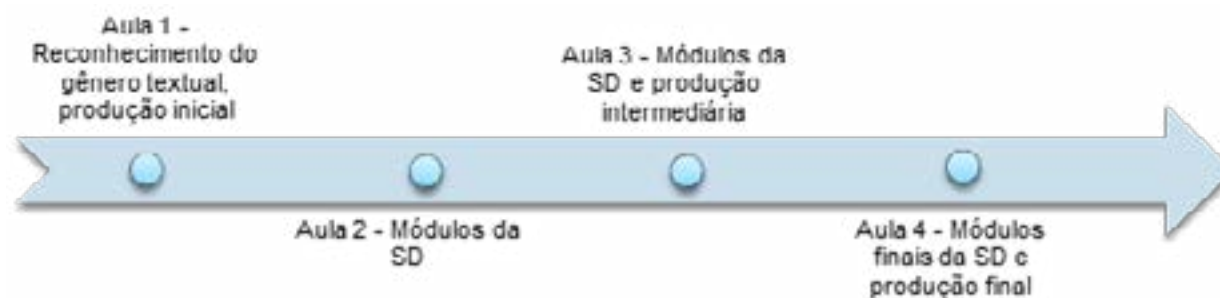 Aula 1 -
Reconhecimento do
gênero textual,
produção inicial
Aula 2 - Módulos da
SD
Aula 3 - Módulos da
SD e produção
intermediária
Aula 4 - Módulos
finais da SD e
produção final